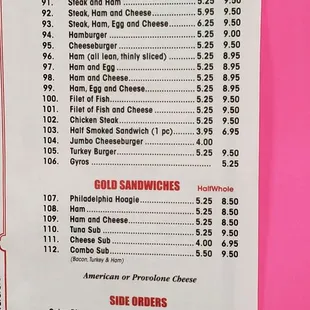 91. Steak and Ham 5.25 9.50
92. Steak, Ham and Cheese 5.95 9.50
93. Steak, Ham, Egg and Cheese 6.25 9.50
94. Hamburger 5.25 9.00
95. Cheeseburger 5.25 9.50
96. Ham (all lean, thinly sliced) 5.25 8.95
97. Ham and Egg 5.25 8.95
98. Ham and Cheese 5.25 8.95
99. Ham, Egg and Cheese 5.25 8.95
100. Filet of Fish 5.25 9.50
101. Filet of Fish and Cheese 5.25 9.50
102. Chicken Steak 5.25 9.50
103. Half Smoked Sandwich (1 pc) 3.95 6.95
104. Jumbo Cheeseburger 4.00
105. Turkey Burger 5.25 9.50
106. Gyros 5.25
GOLD SANDWICHES
Half Whole
107. Philadelphia Hoagie 5.25 8.50
108. Ham 5.25 8.50
109. Ham and Cheese 5.25 8.50
110. Tuna Sub 5.25 9.50
111. Cheese Sub 4.00 6.95
112. Combo Sub 5.50 9.50
(Bacon, Turkey & Ham)
American or Provolone Cheese
SIDE ORDERS